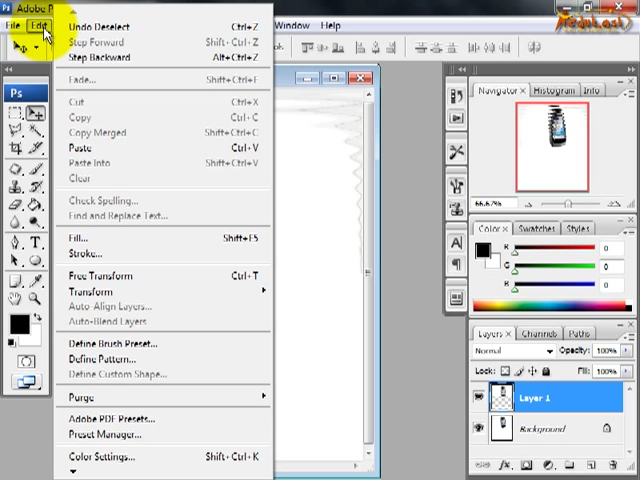 Ps Adobe P
File Edit Window Help
Undo Deselect Ctrl+Z
Step Forward Shift+Ctrl+Z
Step Backward Alt+Ctrl+Z
Fade... Shift+Ctrl+F
Cut Ctrl+X
Copy Ctrl+C
Copy Merged Shift+Ctrl+C
Paste Ctrl+V
Paste Into Shift+Ctrl+V
Clear
Check Spelling...
Find and Replace Text...
Fill... Shift+F5
Stroke...
Free Transform Ctrl+T
Transform
Auto-Align Layers...
Auto-Blend Layers
Define Brush Preset...
Define Pattern...
Define Custom Shape...
Purge
Adobe PDF Presets...
Preset Manager...
Color Settings... Shift+Ctrl+K
Ps
Navigator x Histogram Info
66.67%
Color x Swatches Styles
R 0
G 0
B 0
Layers x Channels Paths
Normal Opacity: 100%
Lock: Fill: 100%
Layer 1
Background